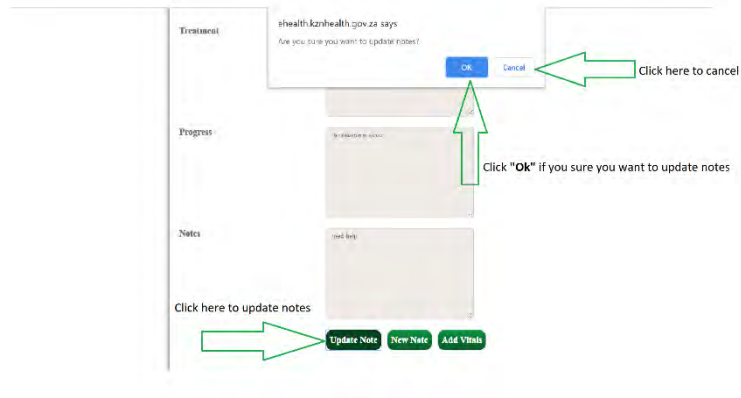 Treatment
ehealth.kznhealth.gov.za says
Are you sure you want to update notes?
OK
Cancel
Click here to cancel
Progress
Click "Ok" if you sure you want to update notes
Notes
need help
Click here to update notes
Update Note
New Note
Add Vitals